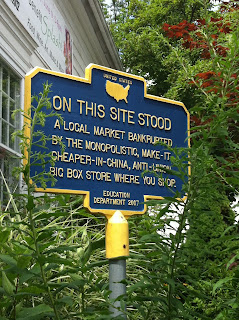 UNITED STATES
ON THIS SITE STOOD
A LOCAL MARKET BANKRUPTED
BY THE MONOPOLISTIC, MAKE-IT
CHEAPER-IN-CHINA, ANTI-UNION
BIG BOX STORE WHERE YOU SHOP.
EDUCATION
DEPARTMENT 2007